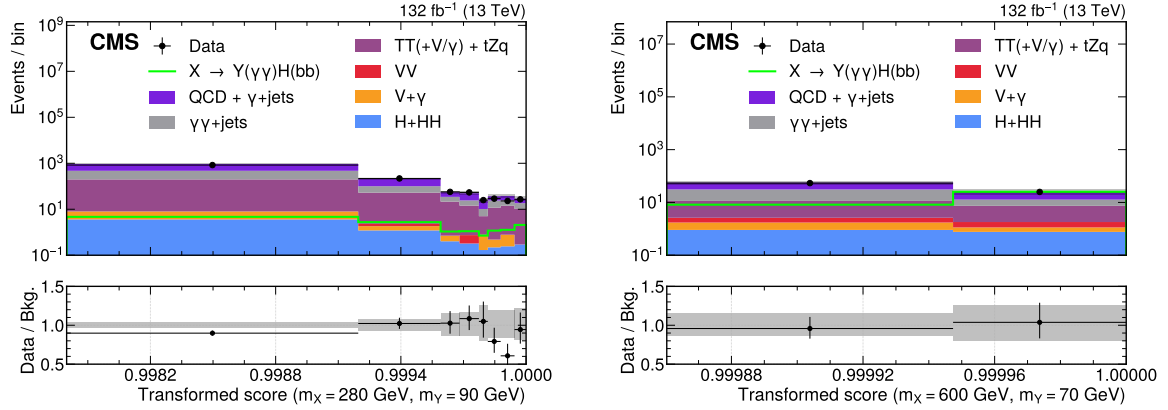 132 fb⁻¹ (13 TeV)
Events / bin
10⁹
10⁷
10⁵
10³
10¹
10⁻¹
CMS
Data
X → Y(γγ)H(bb)
QCD + γ+jets
γγ+jets
TT(+V/γ) + tZq
VV
V+γ
H+HH
Data / Bkg.
1.5
1.0
0.5
0.9982
0.9988
0.9994
1.0000
Transformed score (mX = 280 GeV, mY = 90 GeV)
132 fb⁻¹ (13 TeV)
Events / bin
10⁷
10⁵
10³
10¹
10⁻¹
CMS
Data
X → Y(γγ)H(bb)
QCD + γ+jets
γγ+jets
TT(+V/γ) + tZq
VV
V+γ
H+HH
Data / Bkg.
1.5
1.0
0.5
0.99988
0.99992
0.99996
1.00000
Transformed score (mX = 600 GeV, mY = 70 GeV)